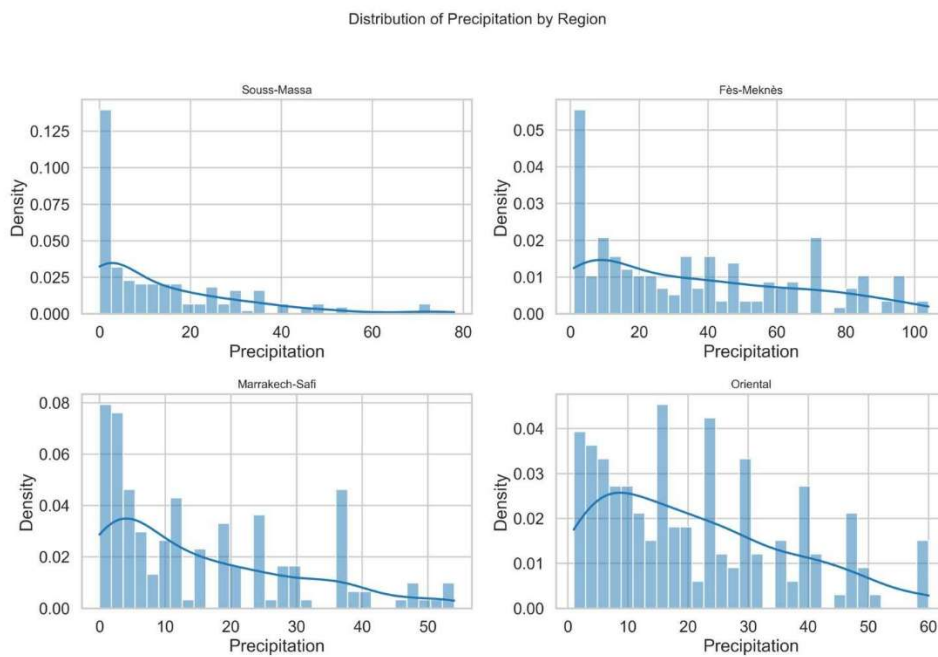 Distribution of Precipitation by Region
Souss-Massa
0.125
0.100
0.075
0.050
0.025
0.000
Density
0 20 40 60 80
Precipitation
Fès-Meknès
0.05
0.04
0.03
0.02
0.01
0.00
Density
0 20 40 60 80 100
Precipitation
Marrakech-Safi
0.08
0.06
0.04
0.02
0.00
Density
0 10 20 30 40 50
Precipitation
Oriental
0.04
0.03
0.02
0.01
0.00
Density
0 10 20 30 40 50 60
Precipitation